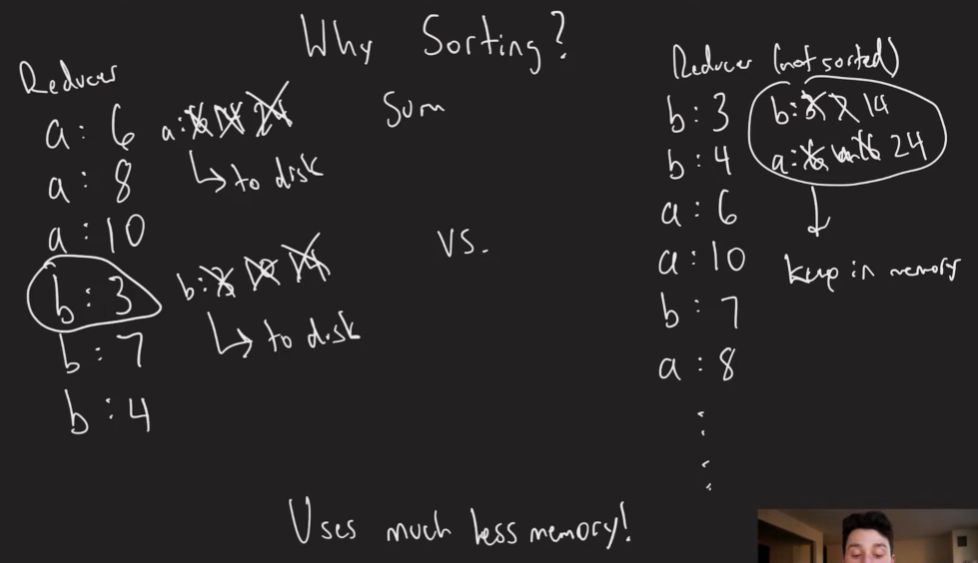 Why Sorting?
Reducer
a: 6 a: 6 14 24
↳ to disk
a: 8
a: 10
b: 3 b: 3 10 14
↳ to disk
b: 7
b: 4
Sum
vs.
Reducer (not sorted)
b: 3 b: 3 7 14
b: 4 a: 6 16 24
a: 6
a: 10 keep in memory
b: 7
a: 8
Uses much less memory!